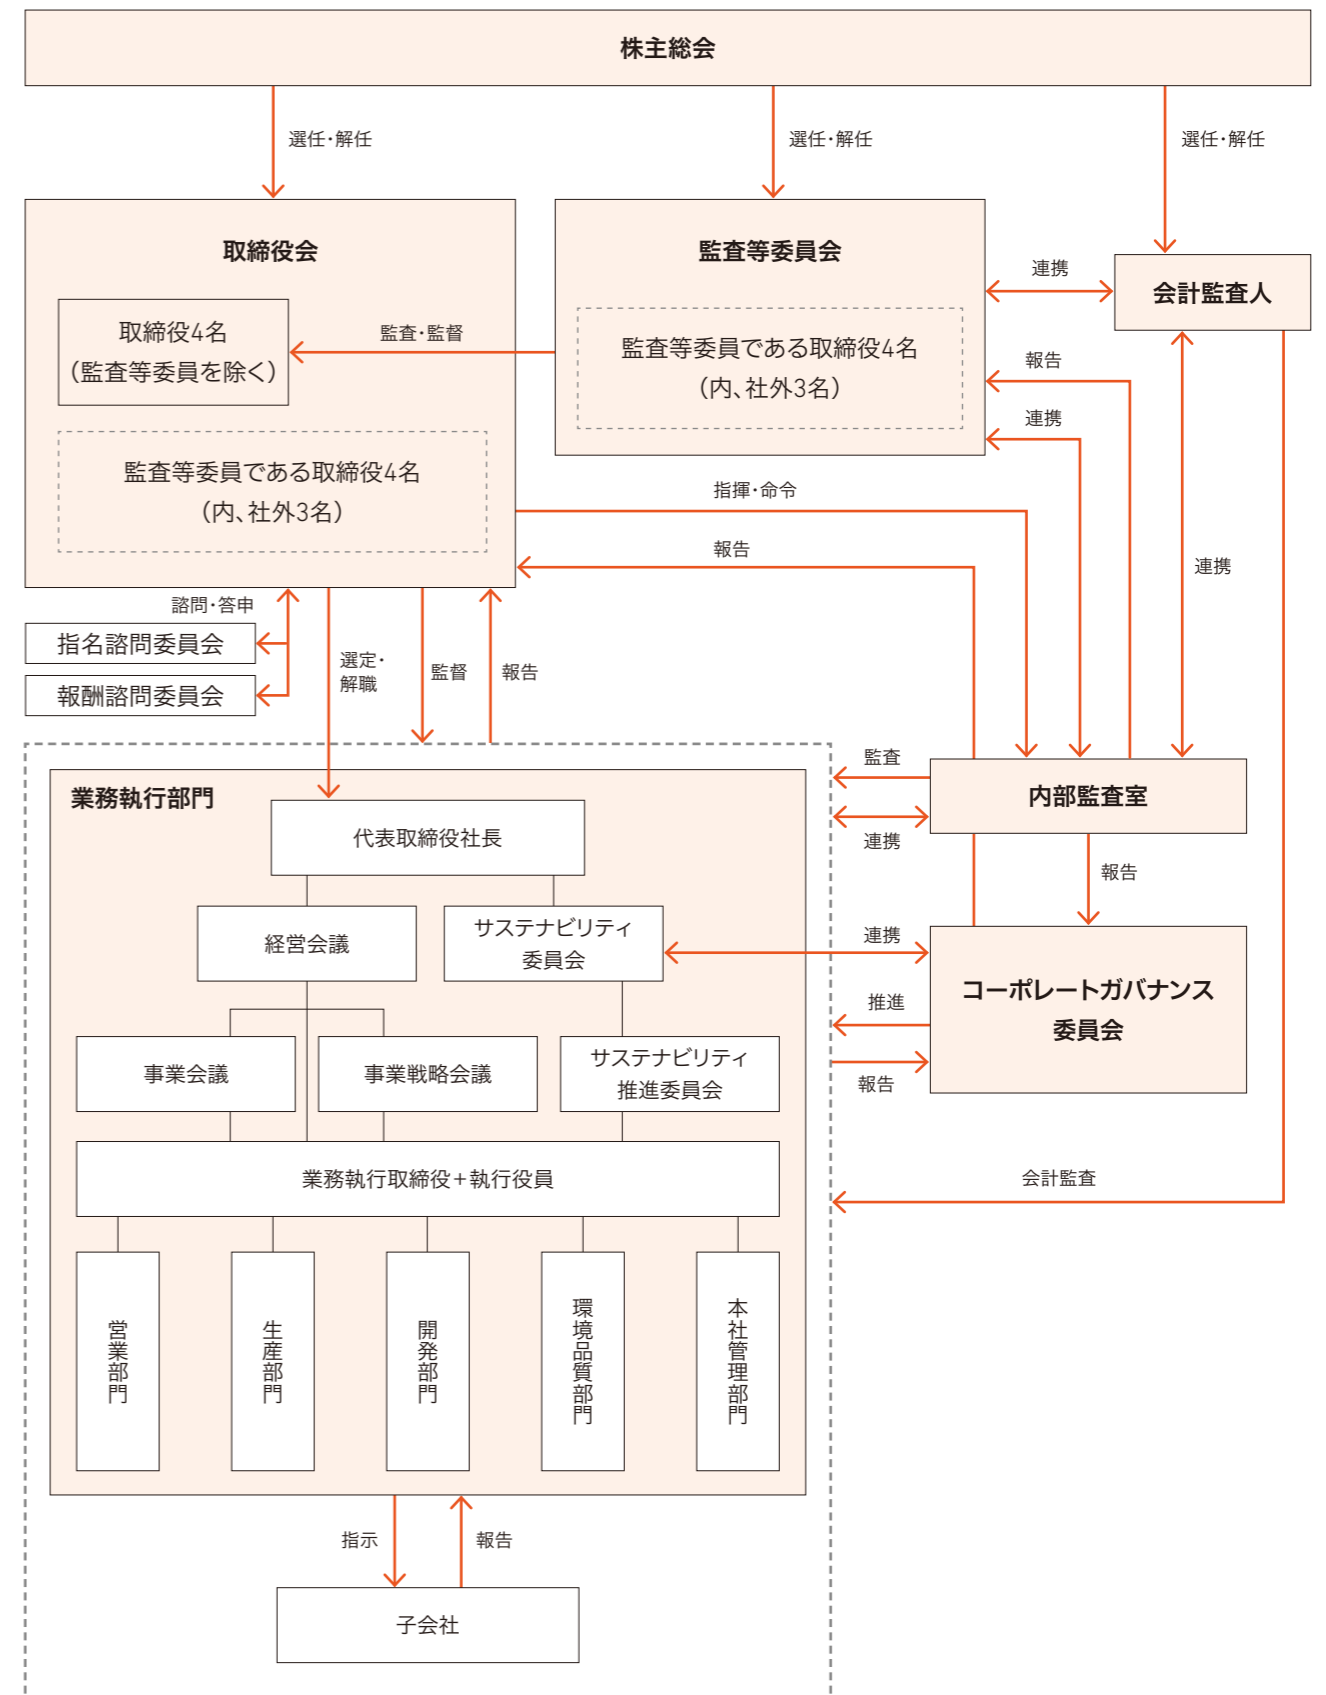 株主総会
選任・解任
選任・解任
選任・解任
取締役会
取締役4名
（監査等委員を除く）
監査等委員である取締役4名
（内、社外3名）
監査・監督
監査等委員会
監査等委員である取締役4名
（内、社外3名）
連携
会計監査人
報告
連携
指揮・命令
報告
連携
諮問・答申
指名諮問委員会
報酬諮問委員会
選定・
解職
監督
報告
業務執行部門
代表取締役社長
経営会議
サステナビリティ
委員会
事業会議
事業戦略会議
サステナビリティ
推進委員会
業務執行取締役＋執行役員
営業部門
生産部門
開発部門
環境品質部門
本社管理部門
監査
連携
内部監査室
報告
連携
推進
報告
コーポレートガバナンス
委員会
会計監査
指示
報告
子会社